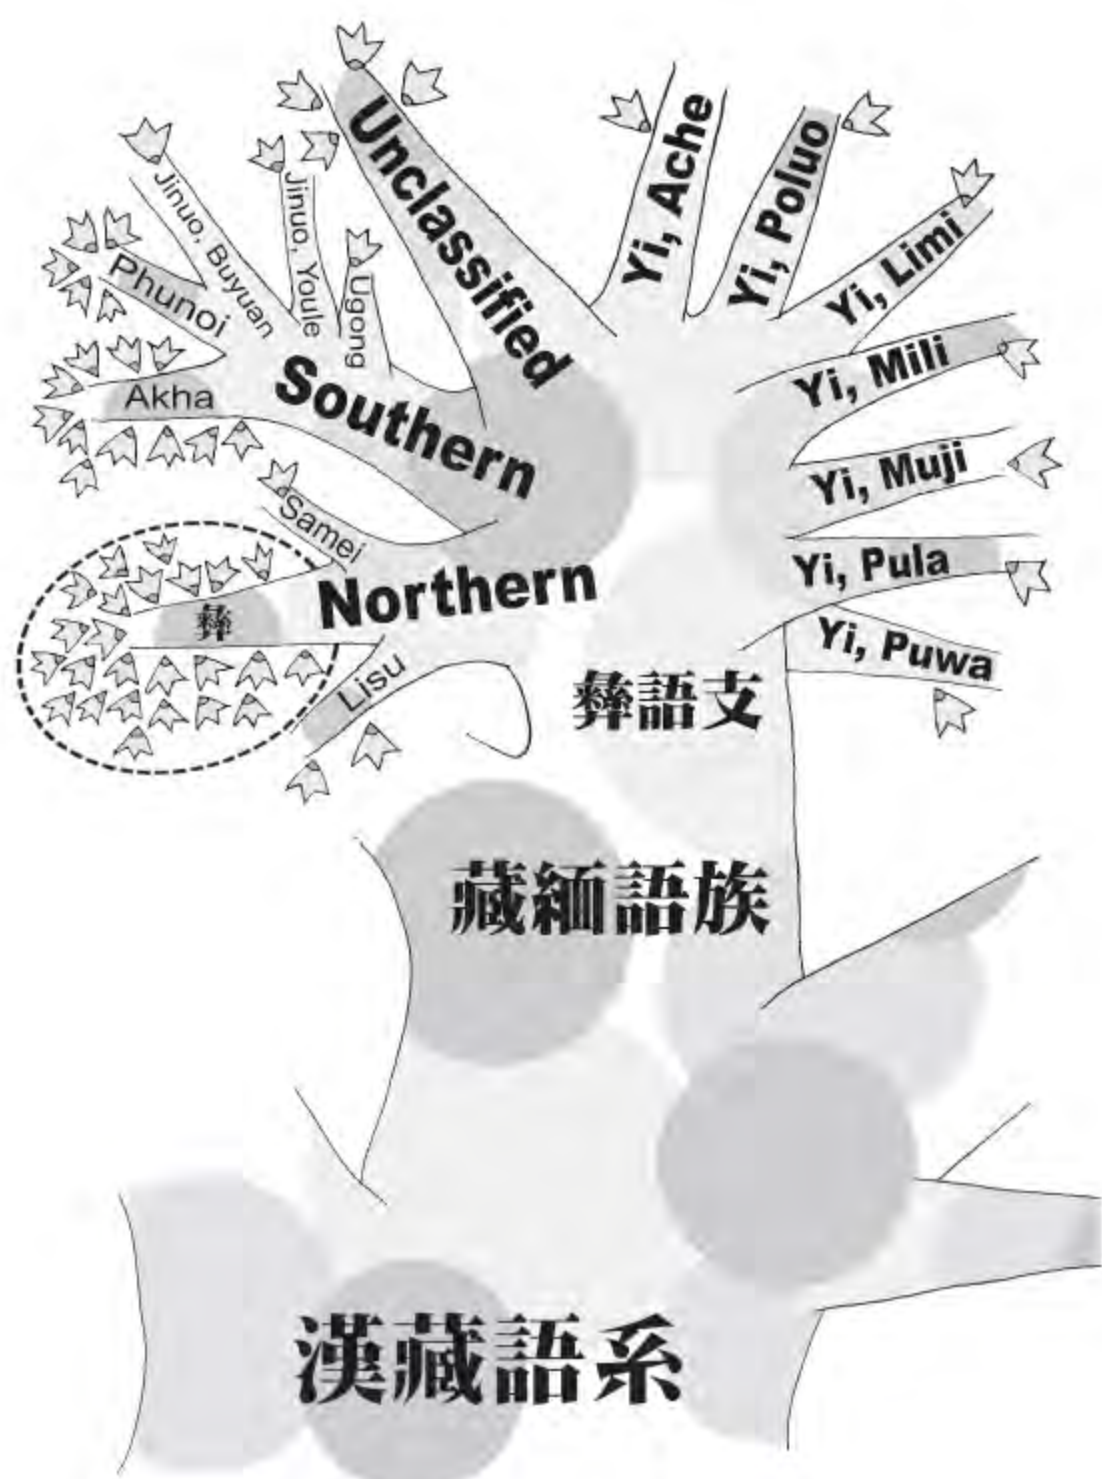 Unclassified
Yi, Ache
Yi, Poluo
Yi, Limi
Yi, Mili
Yi, Muji
Yi, Pula
Yi, Puwa
Jinuo, Buyuan
Jinuo, Youle
Ugong
Phunoi
Akha
Southern
Samei
Northern
彝
Lisu
彝語支
藏緬語族
漢藏語系